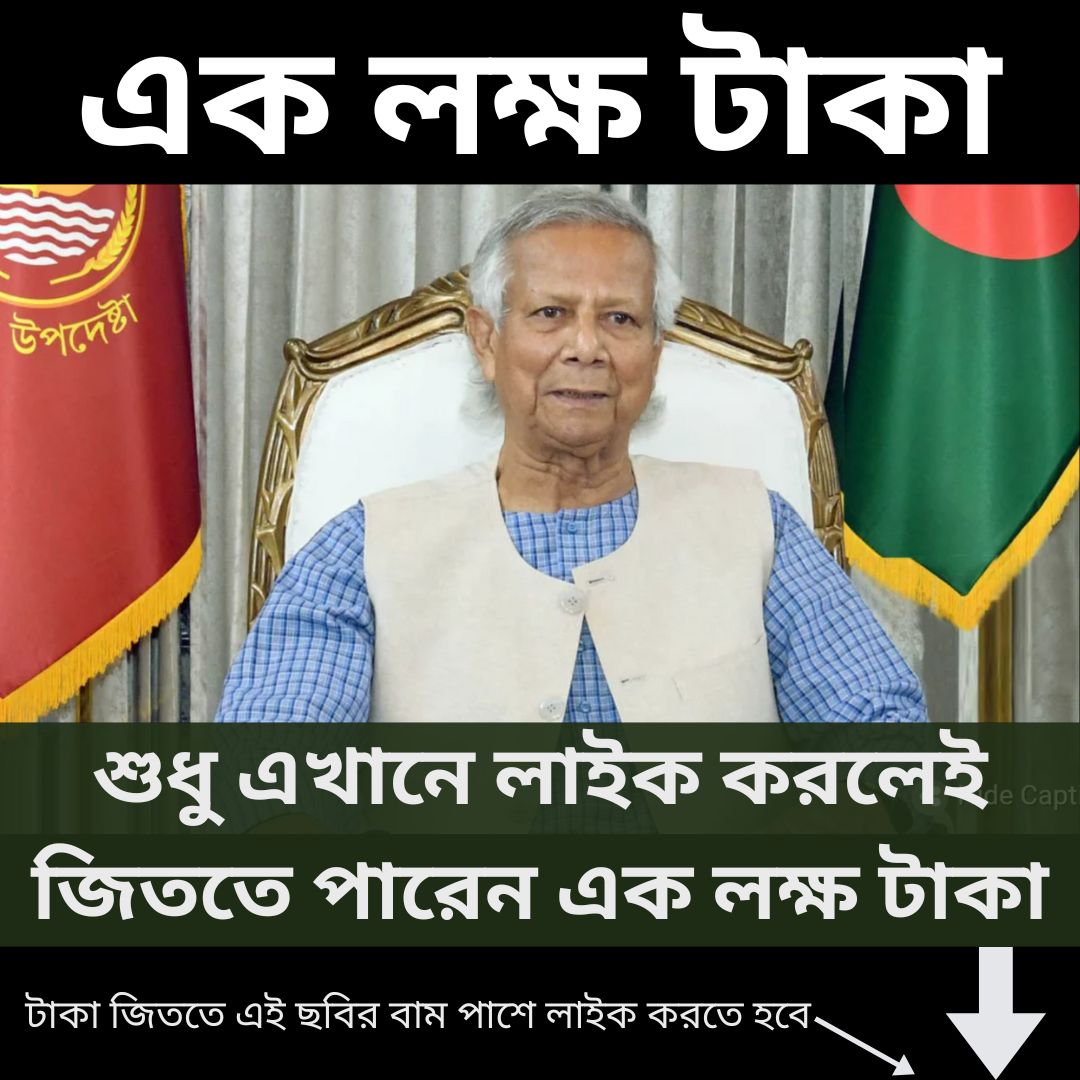 এক লক্ষ টাকা
উপদেষ্টা
শুধু এখানে লাইক করলেই
জিততে পারেন এক লক্ষ টাকা
টাকা জিততে এই ছবির বাম পাশে লাইক করতে হবে